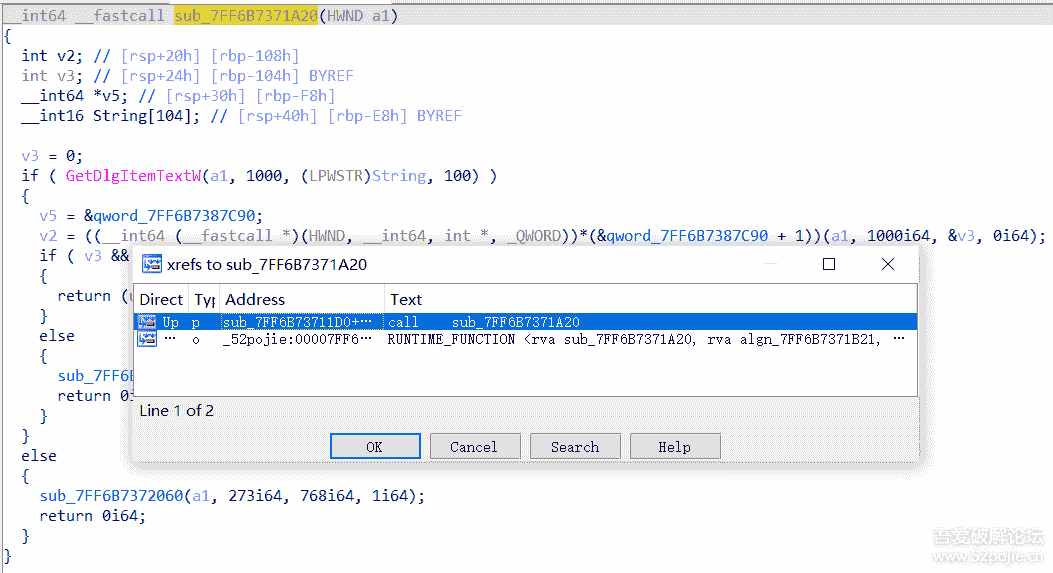 __int64 __fastcall sub_7FF6B7371A20(HWND a1)
{
int v2; // [rsp+20h] [rbp-108h]
int v3; // [rsp+24h] [rbp-104h] BYREF
__int64 *v5; // [rsp+30h] [rbp-F8h]
__int16 String[104]; // [rsp+40h] [rbp-E8h] BYREF
v3 = 0;
if ( GetDlgItemTextW(a1, 1000, (LPWSTR)String, 100) )
{
v5 = &qword_7FF6B7387C90;
v2 = ((__int64 (__fastcall *)(HWND, __int64, int *, _QWORD))*(&qword_7FF6B7387C90 + 1))(a1, 1000i64, &v3, 0i64);
if ( v3 &&
{
return (
}
else
{
sub_7FF6
return 0i
}
}
else
{
sub_7FF6B7372060(a1, 273i64, 768i64, 1i64);
return 0i64;
}
}
xrefs to sub_7FF6B7371A20
Direct Typ Address Text
Up p sub_7FF6B73711D0+… call sub_7FF6B7371A20
… o _52pojie:00007FF6… RUNTIME_FUNCTION <rva sub_7FF6B7371A20, rva algn_7FF6B7371B21, …
Line 1 of 2
OK Cancel Search Help
吾爱破解论坛
www.52pojie.cn